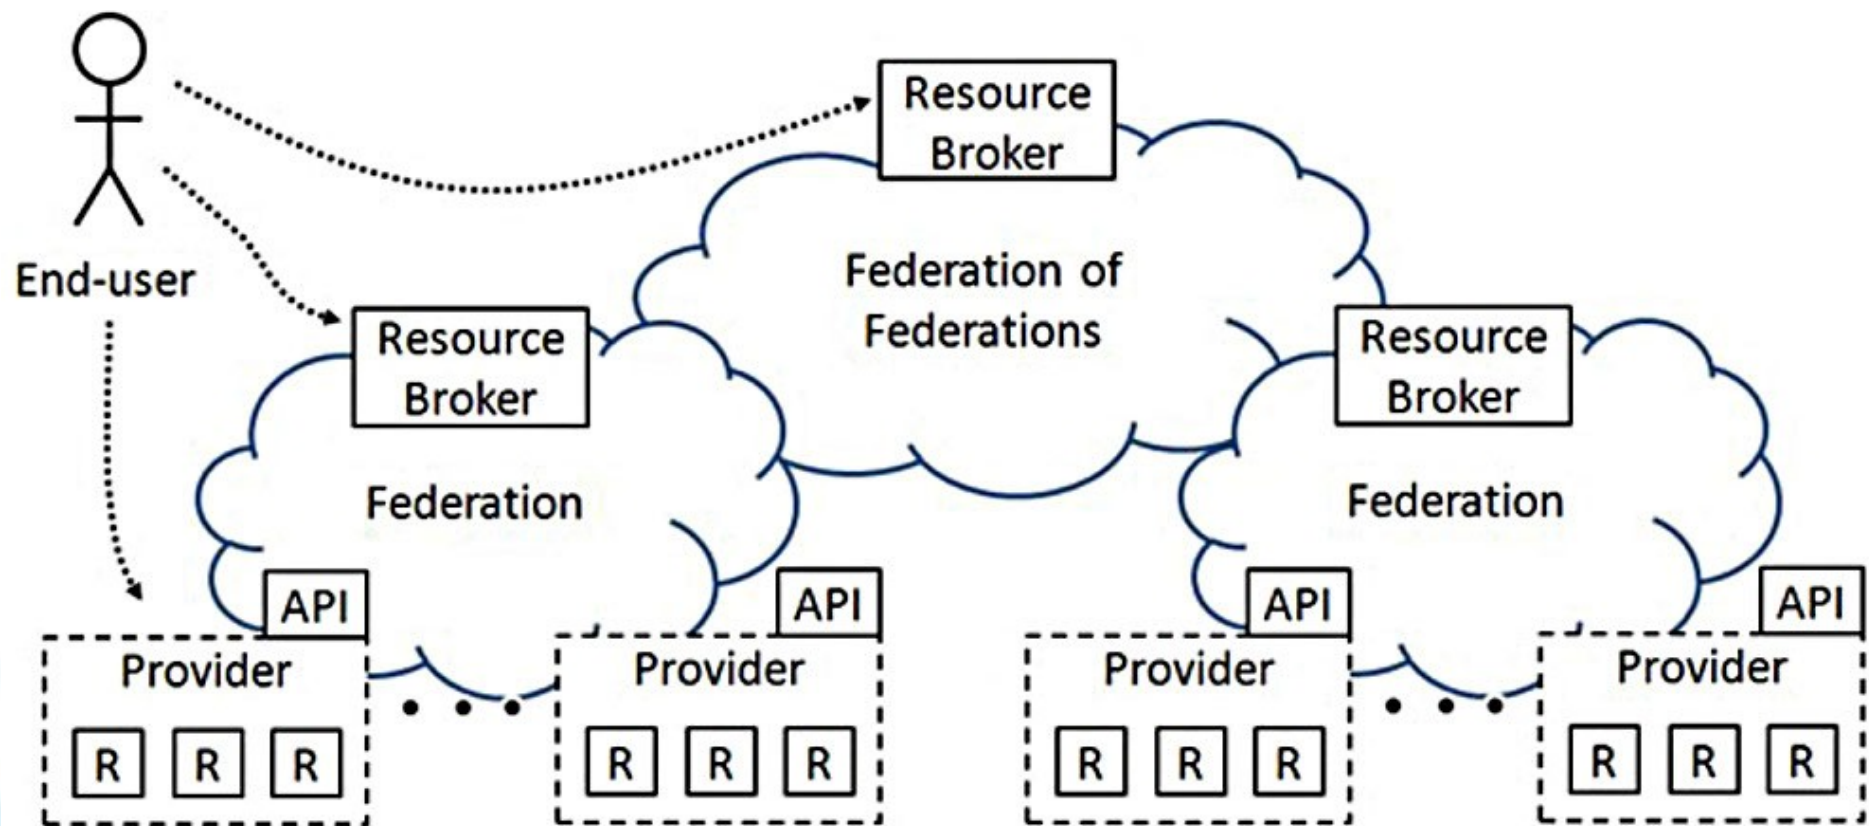 Resource
Broker
End-user
Federation of
Federations
Resource
Broker
Resource
Broker
Federation
Federation
API
API
API
API
Provider
Provider
Provider
Provider
R R R
R R R
R R R
R R R